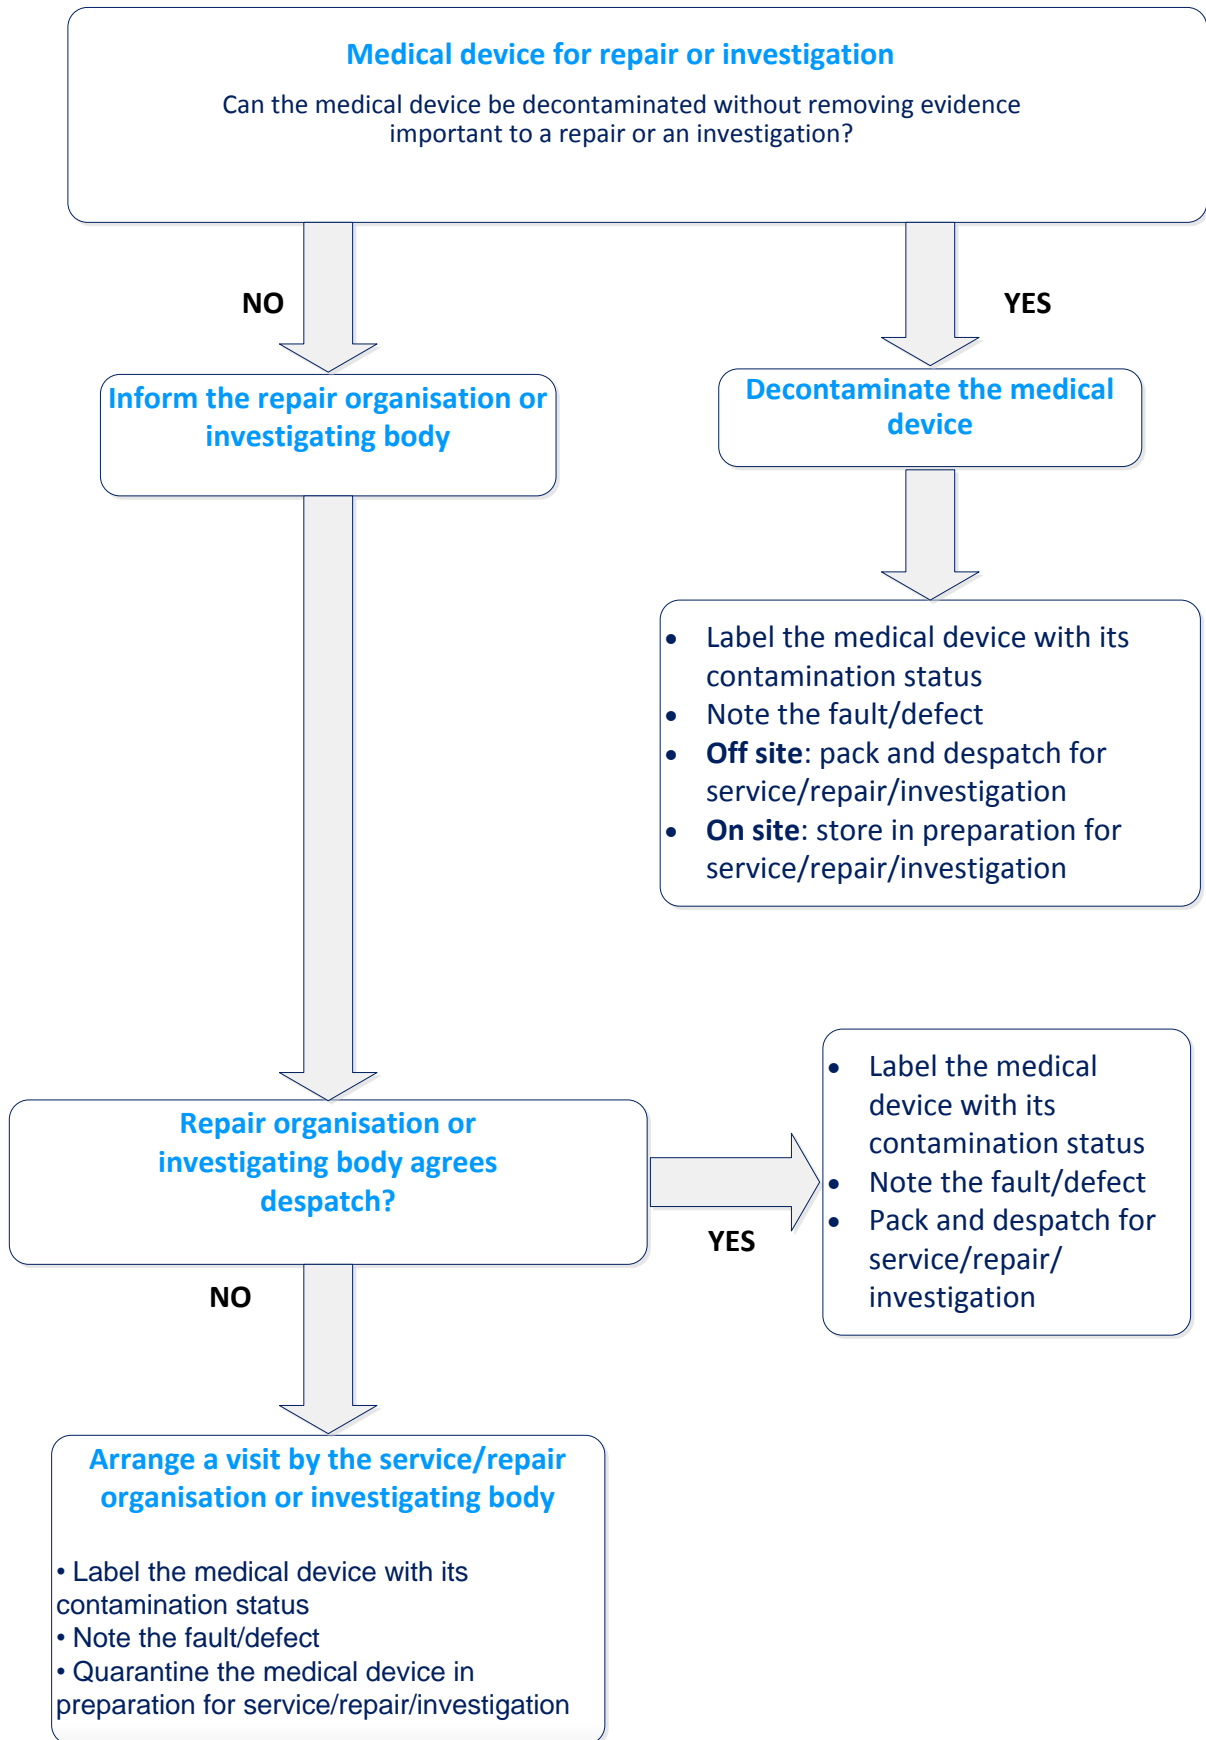 Medical device for repair or investigation
Can the medical device be decontaminated without removing evidence
important to a repair or an investigation?
NO
YES
Inform the repair organisation or
investigating body
Decontaminate the medical
device
• Label the medical device with its
contamination status
• Note the fault/defect
• Off site: pack and despatch for
service/repair/investigation
• On site: store in preparation for
service/repair/investigation
Repair organisation or
investigating body agrees
despatch?
YES
• Label the medical
device with its
contamination status
• Note the fault/defect
• Pack and despatch for
service/repair/
investigation
NO
Arrange a visit by the service/repair
organisation or investigating body
• Label the medical device with its
contamination status
• Note the fault/defect
• Quarantine the medical device in
preparation for service/repair/investigation